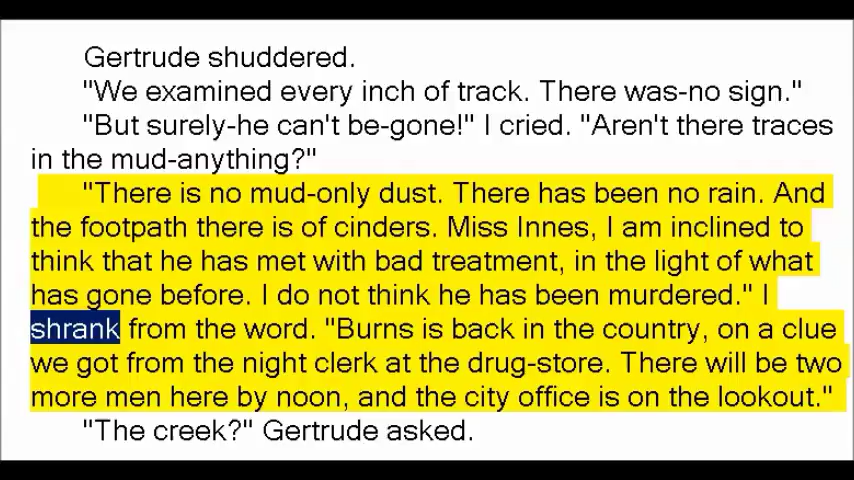 Gertrude shuddered.
"We examined every inch of track. There was-no sign."
"But surely-he can't be-gone!" I cried. "Aren't there traces
in the mud-anything?"
"There is no mud-only dust. There has been no rain. And
the footpath there is of cinders. Miss Innes, I am inclined to
think that he has met with bad treatment, in the light of what
has gone before. I do not think he has been murdered." I
shrank from the word. "Burns is back in the country, on a clue
we got from the night clerk at the drug-store. There will be two
more men here by noon, and the city office is on the lookout."
"The creek?" Gertrude asked.